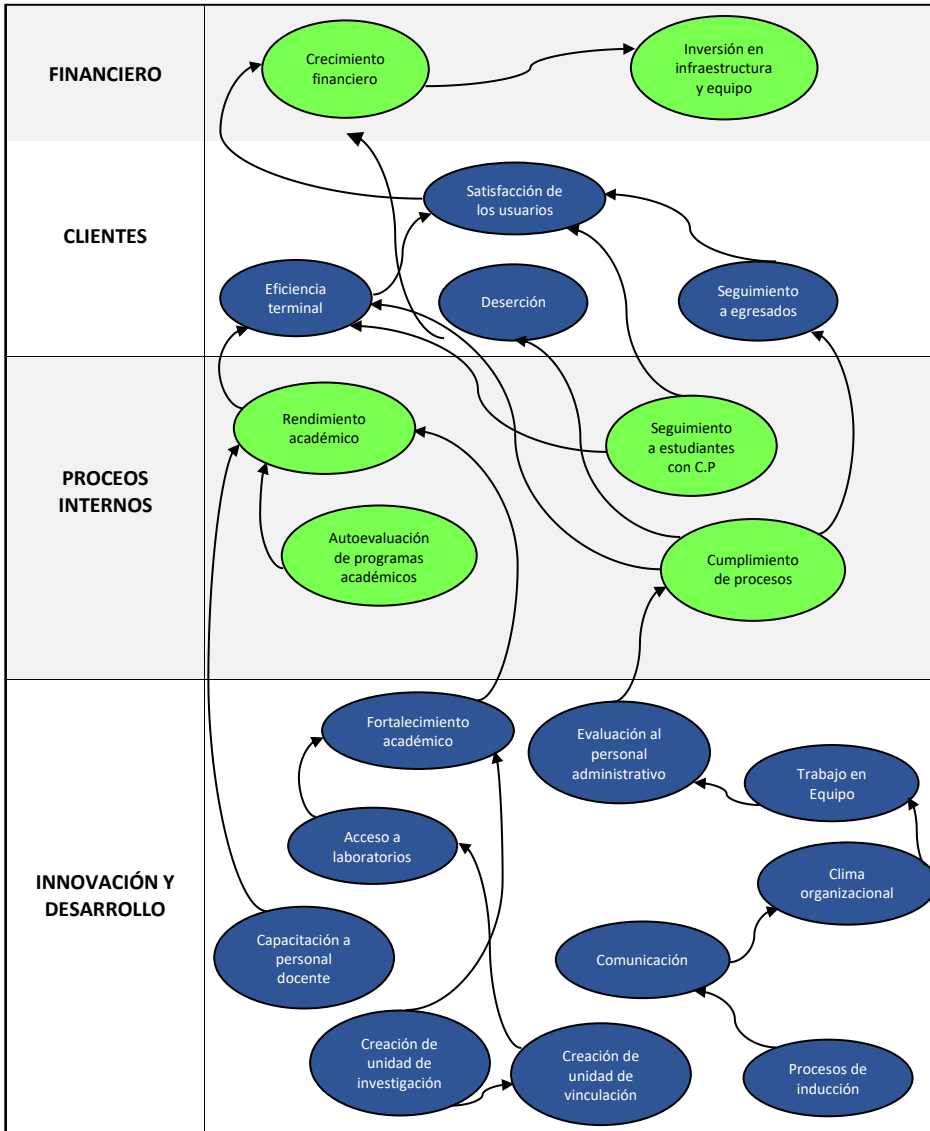 FINANCIERO
Crecimiento
financiero
Inversión en
infraestructura
y equipo
CLIENTES
Satisfacción de
los usuarios
Eficiencia
terminal
Deserción
Seguimiento
a egresados
PROCEOS
INTERNOS
Rendimiento
académico
Seguimiento
a estudiantes
con C.P
Autoevaluación
de programas
académicos
Cumplimiento
de procesos
INNOVACIÓN Y
DESARROLLO
Fortalecimiento
académico
Evaluación al
personal
administrativo
Trabajo en
Equipo
Acceso a
laboratorios
Clima
organizacional
Capacitación a
personal
docente
Comunicación
Creación de
unidad de
investigación
Creación de
unidad de
vinculación
Procesos de
inducción